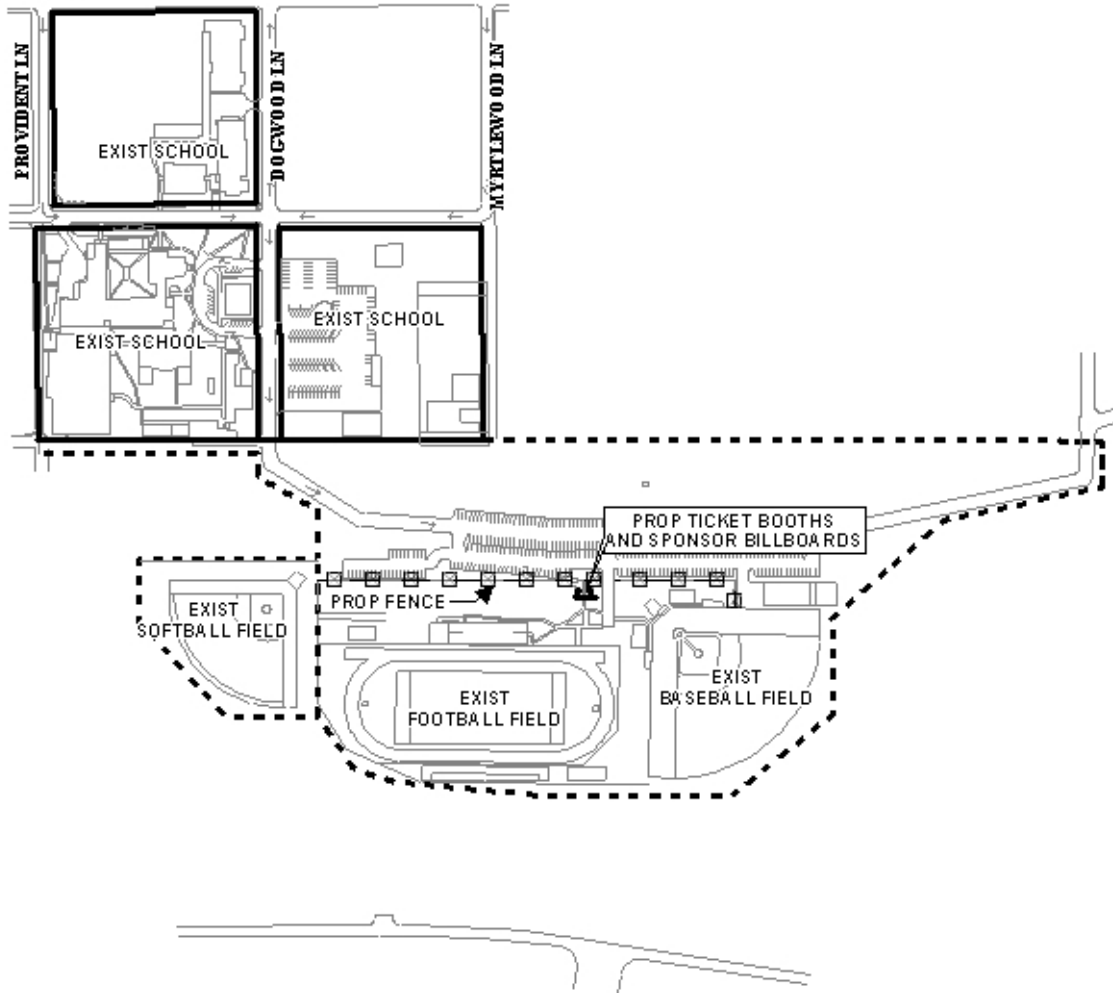 PROVIDENT LN
DOGWOOD LN
MYRTLEWOOD LN
EXIST SCHOOL
EXIST SCHOOL
EXIST SCHOOL
PROP TICKET BOOTHS
AND SPONSOR BILLBOARDS
PROP FENCE
EXIST
SOFTBALL FIELD
EXIST
FOOTBALL FIELD
EXIST
BASEBALL FIELD